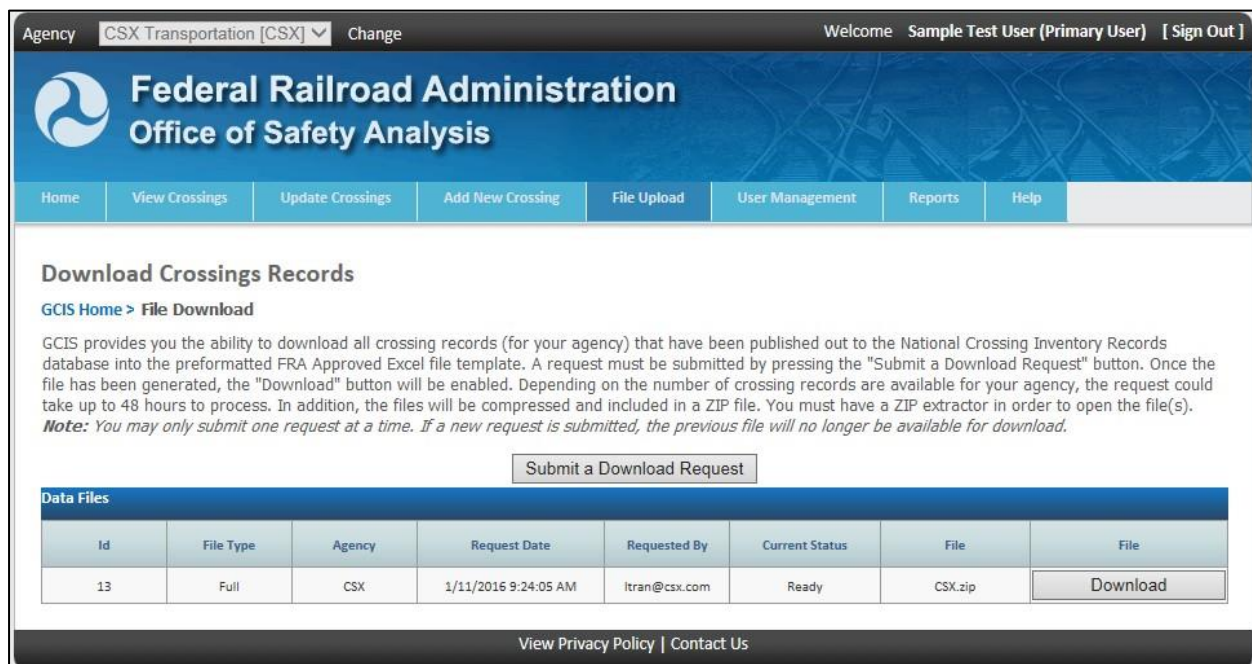 Agency CSX Transportation [CSX] Change Welcome Sample Test User (Primary User) [ Sign Out ]
Federal Railroad Administration
Office of Safety Analysis
Home View Crossings Update Crossings Add New Crossing File Upload User Management Reports Help
Download Crossings Records
GCIS Home > File Download
GCIS provides you the ability to download all crossing records (for your agency) that have been published out to the National Crossing Inventory Records
database into the preformatted FRA Approved Excel file template. A request must be submitted by pressing the "Submit a Download Request" button. Once the
file has been generated, the "Download" button will be enabled. Depending on the number of crossing records are available for your agency, the request could
take up to 48 hours to process. In addition, the files will be compressed and included in a ZIP file. You must have a ZIP extractor in order to open the file(s).
Note: You may only submit one request at a time. If a new request is submitted, the previous file will no longer be available for download.
Submit a Download Request
Data Files
Id File Type Agency Request Date Requested By Current Status File File
13 Full CSX 1/11/2016 9:24:05 AM ltran@csx.com Ready CSX.zip Download
View Privacy Policy | Contact Us